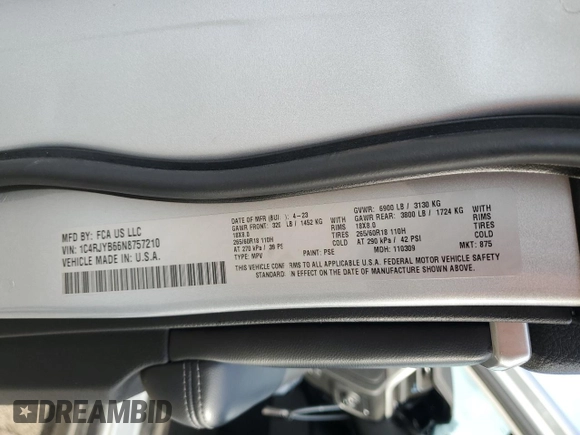 MFD BY: FCA US LLC
VIN: 1C4RJYB66N8757210
VEHICLE MADE IN: U.S.A.
DATE OF MFR (BUI ): 4-23
GAWR FRONT: 320 LB / 1452 KG
18X8.0
265/60R18 110H
AT 270 kPa / 39 PS
TYPE: MPV
WITH
RIMS
TIRES
COLD
PAINT: PSE
GVWR: 6900 LB / 3130 KG
GAWR REAR: 3800 LB / 1724 KG
18X8.0
265/60R18 110H
AT 290 kPa / 42 PSI
MDH: 110309
WITH
RIMS
TIRES
COLD
MKT: 875
THIS CONF RMS TO ALL APPLICABLE U.S.A. FEDERAL MOTOR VEHICLE SAFETY
STANDARDS IN EFFECT ON THE DATE OF MANUFACTURE SHOWN ABOVE
DREAMBID